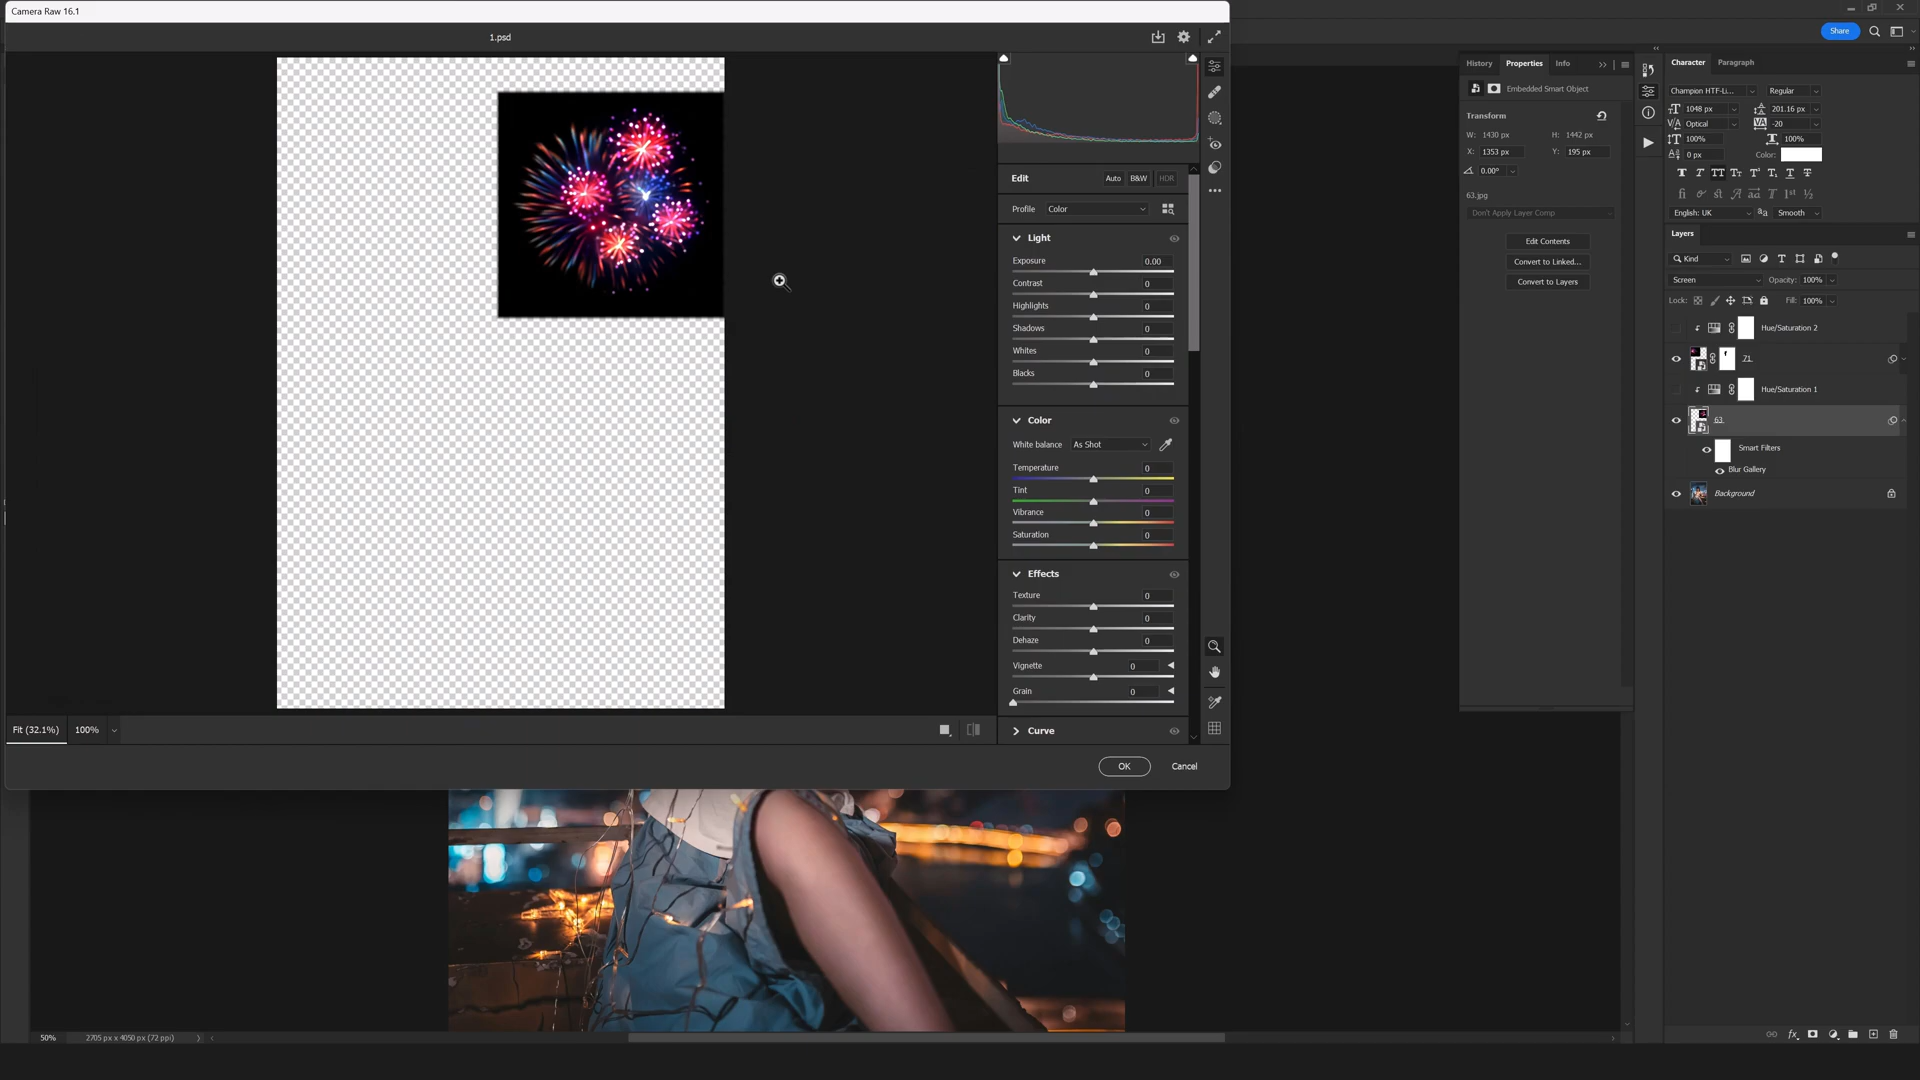 Camera Raw 16.1
1.psd
Share
Edit
Auto
B&W
HDR
Profile
Color
Light
Exposure
0.00
Contrast
0
Highlights
0
Shadows
0
Whites
0
Blacks
0
Color
White balance
As Shot
Temperature
0
Tint
0
Vibrance
0
Saturation
0
Effects
Texture
0
Clarity
0
Dehaze
0
Vignette
0
Grain
0
Curve
Fit (32.1%)
100%
OK
Cancel
50%
2705 px x 4050 px (72 ppi)
History
Properties
Info
Embedded Smart Object
Transform
W: 1430 px
H: 1442 px
X: 1353 px
Y: 195 px
0.00°
63.jpg
Don't Apply Layer Comp
Edit Contents
Convert to Linked...
Convert to Layers
Character
Paragraph
Champion HTF-Li...
Regular
1048 px
201.16 px
Optical
-20
100%
100%
0 px
Color:
English: UK
Smooth
Layers
Kind
Screen
Opacity: 100%
Lock:
Fill: 100%
Hue/Saturation 2
71
Hue/Saturation 1
63
Smart Filters
Blur Gallery
Background